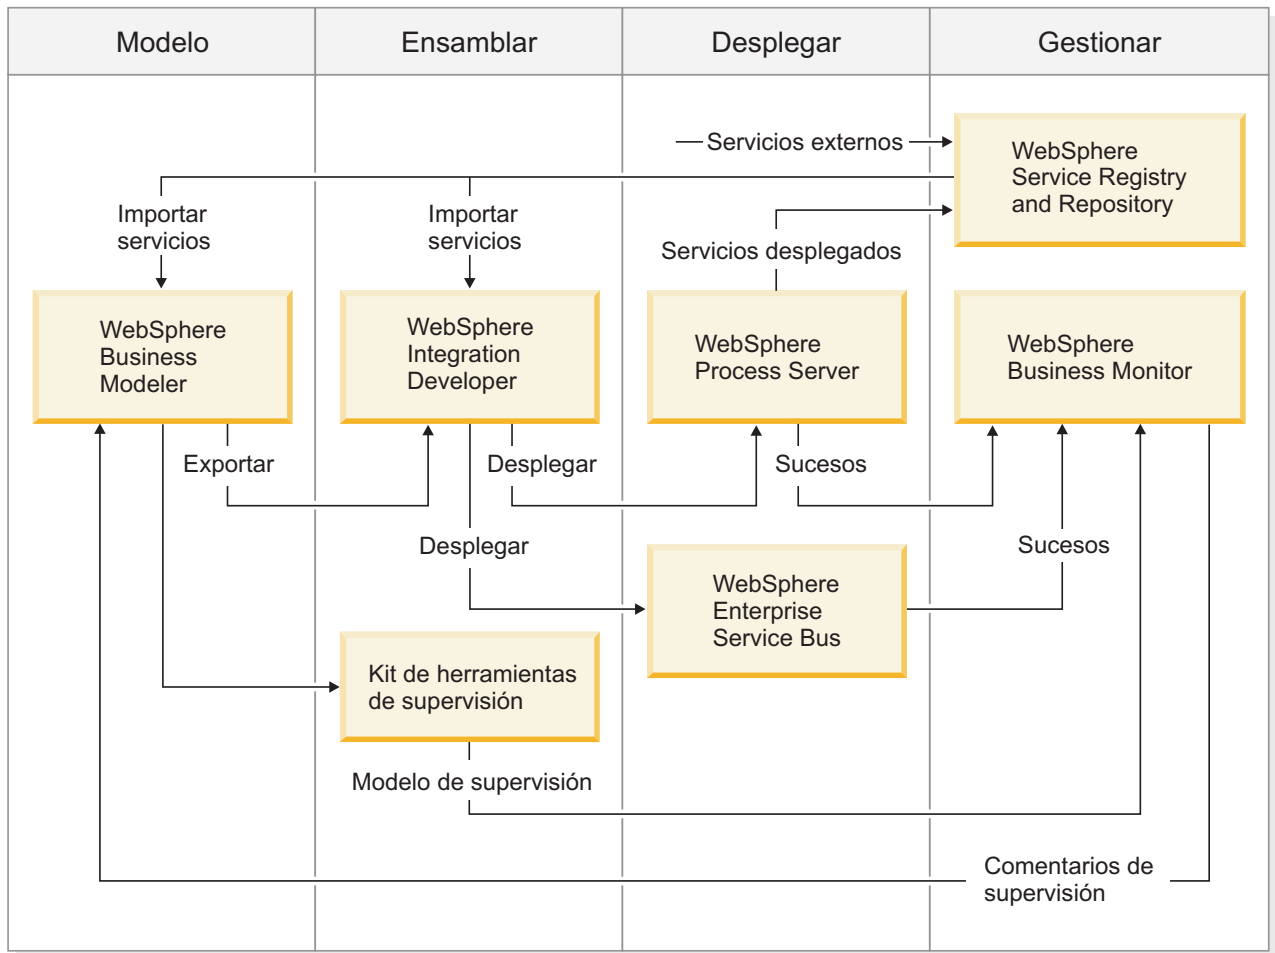 Modelo
Ensamblar
Desplegar
Gestionar
Servicios externos
WebSphere
Service Registry
and Repository
Importar
servicios
Importar
servicios
Servicios desplegados
WebSphere
Business
Modeler
WebSphere
Integration
Developer
WebSphere
Process Server
WebSphere
Business Monitor
Exportar
Desplegar
Sucesos
Desplegar
Sucesos
WebSphere
Enterprise
Service Bus
Kit de herramientas
de supervisión
Modelo de supervisión
Comentarios de
supervisión